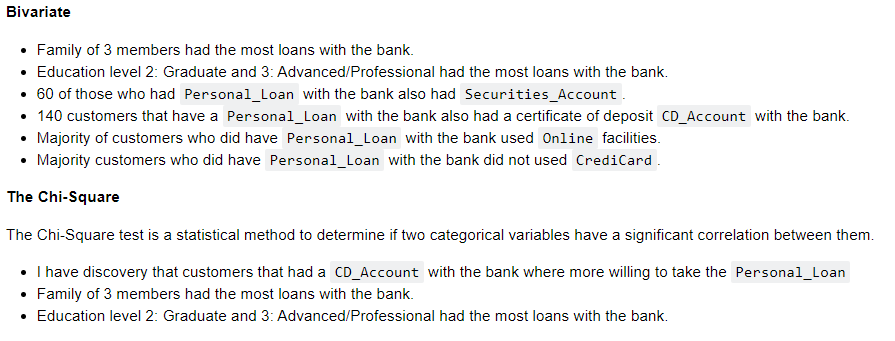 Bivariate
• Family of 3 members had the most loans with the bank.
• Education level 2: Graduate and 3: Advanced/Professional had the most loans with the bank.
• 60 of those who had Personal_Loan with the bank also had Securities_Account.
• 140 customers that have a Personal_Loan with the bank also had a certificate of deposit CD_Account with the bank.
• Majority of customers who did have Personal_Loan with the bank used Online facilities.
• Majority customers who did have Personal_Loan with the bank did not used CrediCard.
The Chi-Square
The Chi-Square test is a statistical method to determine if two categorical variables have a significant correlation between them.
• I have discovery that customers that had a CD_Account with the bank where more willing to take the Personal_Loan
• Family of 3 members had the most loans with the bank.
• Education level 2: Graduate and 3: Advanced/Professional had the most loans with the bank.